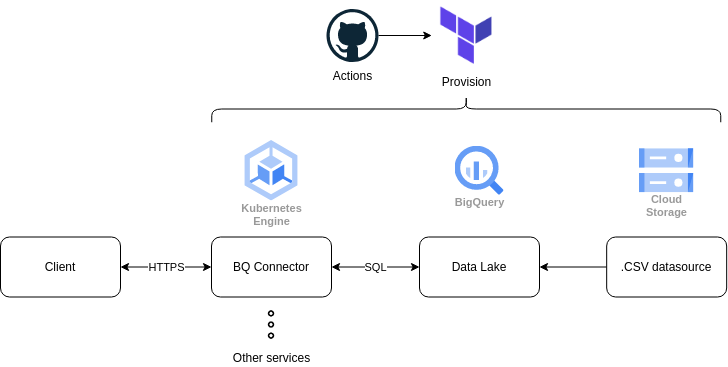 Actions
Provision
Kubernetes
Engine
BigQuery
Cloud
Storage
Client
HTTPS
BQ Connector
SQL
Data Lake
.CSV datasource
Other services